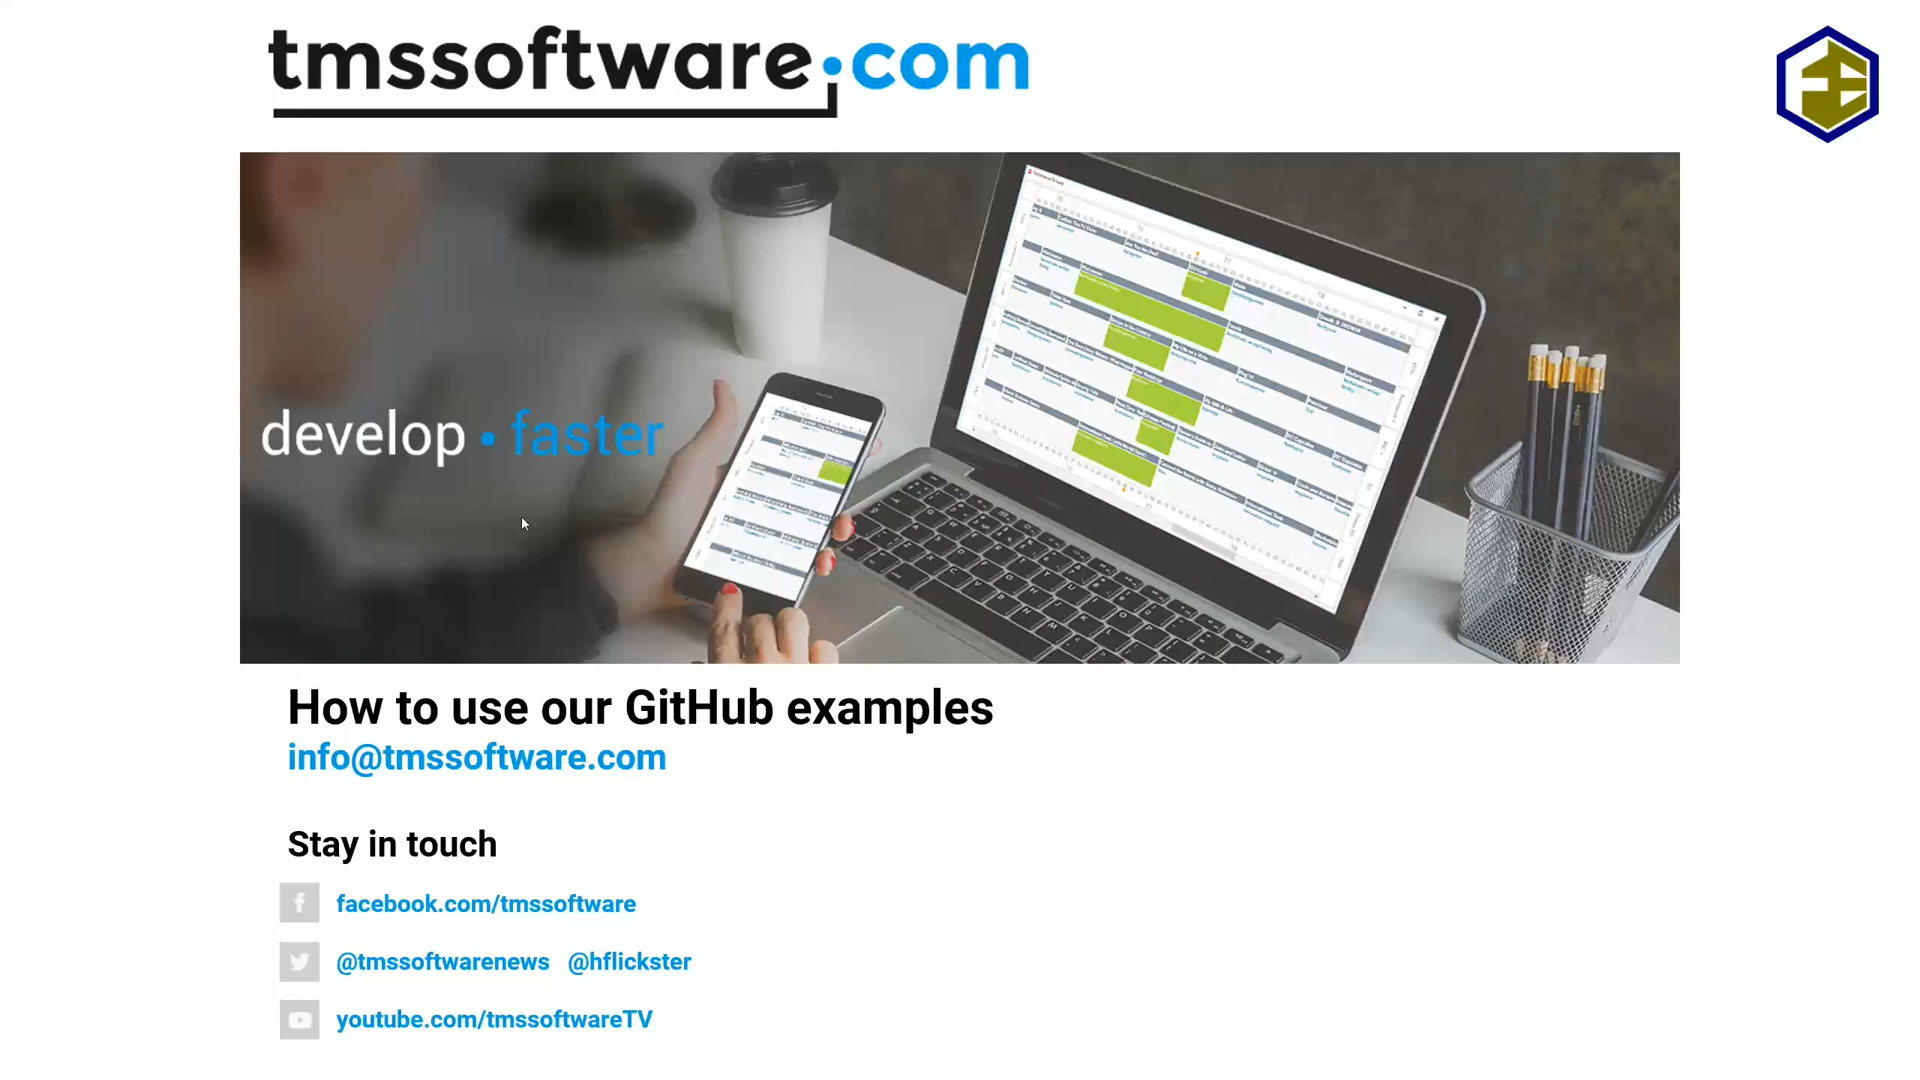 tmssoftware.com
develop • faster
How to use our GitHub examples
info@tmssoftware.com
Stay in touch
facebook.com/tmssoftware
@tmssoftwarenews @hflickster
youtube.com/tmssoftwareTV